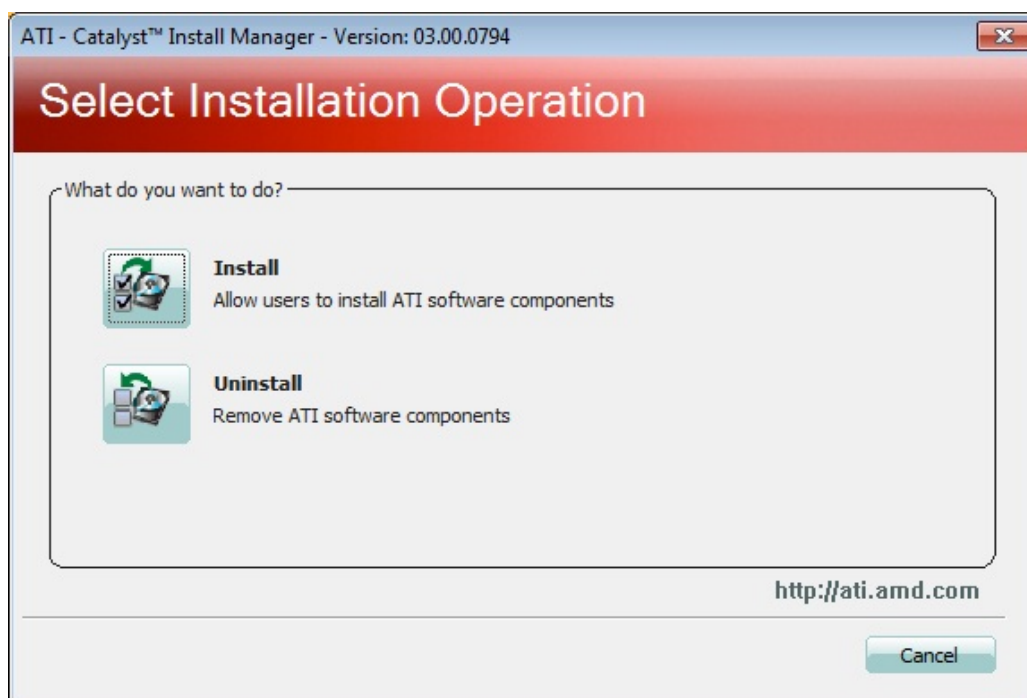 ATI - Catalyst™ Install Manager - Version: 03.00.0794
Select Installation Operation
What do you want to do?
Install
Allow users to install ATI software components
Uninstall
Remove ATI software components
http://ati.amd.com
Cancel